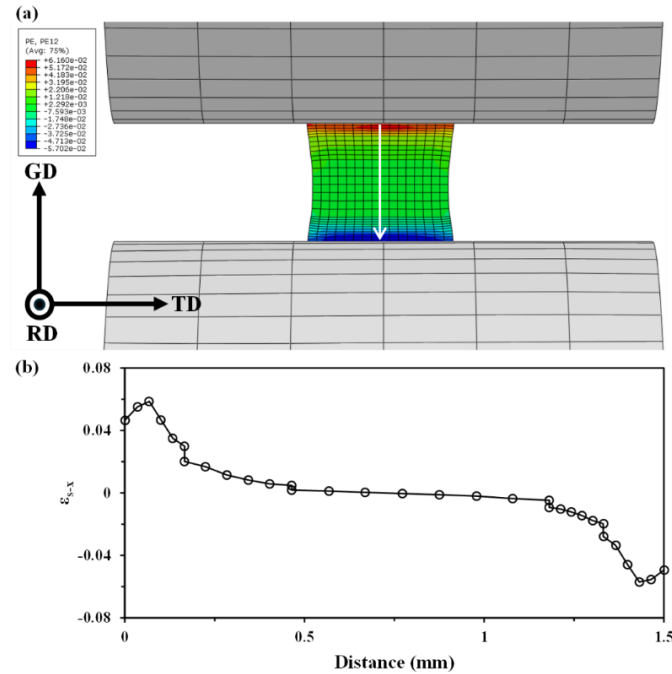 (a)
PE, PE12
(Avg: 75%)
+6.160e-02
+5.172e-02
+4.183e-02
+3.195e-02
+2.206e-02
+1.218e-02
+2.292e-03
-7.593e-03
-1.748e-02
-2.736e-02
-3.725e-02
-4.713e-02
-5.702e-02
GD
TD
RD
(b)
0.08
0.04
0
-0.04
-0.08
εs-x
0 0.5 1 1.5
Distance (mm)